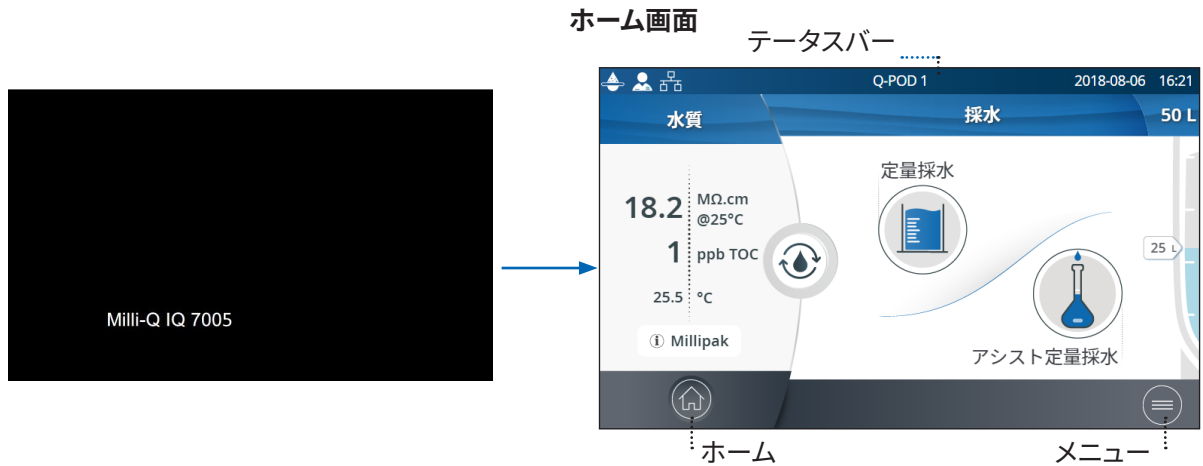 ホーム画面
テータスバー
Q-POD 1
2018-08-06 16:21
水質
採水
50 L
定量採水
18.2 MΩ.cm
@25°C
1 ppb TOC
25 L
25.5 °C
Milli-Q IQ 7005
ⓘ Millipak
アシスト定量採水
ホーム
メニュー